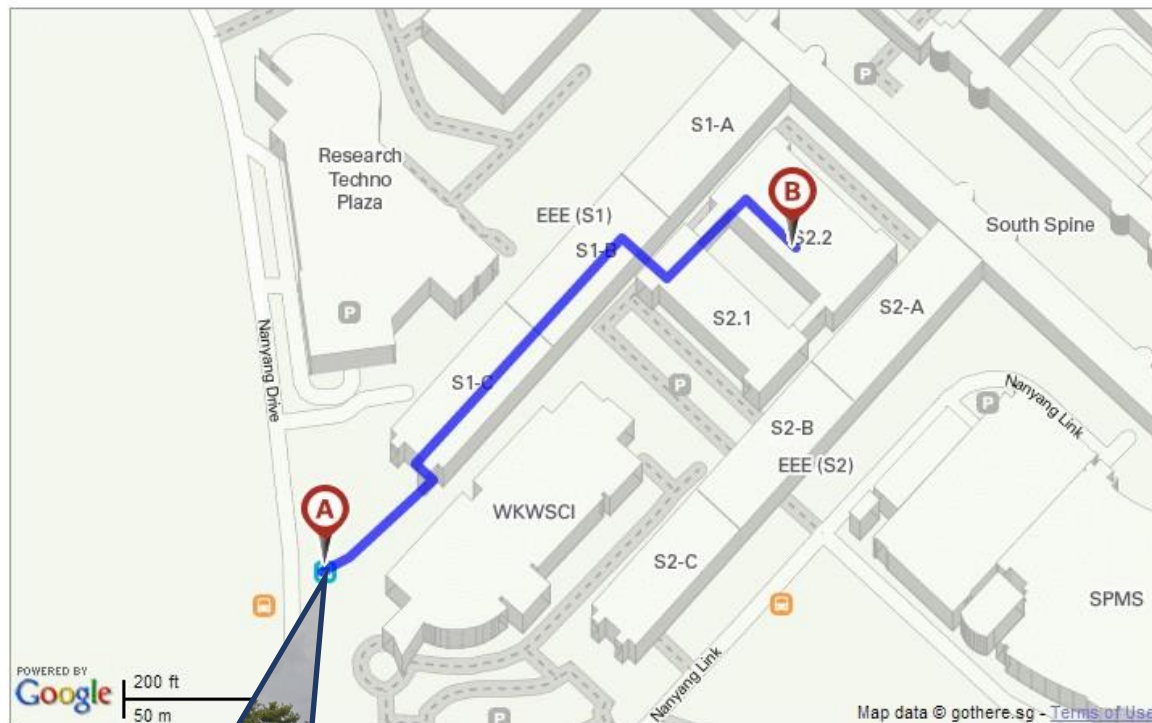 P
S1-A
Research
Techno
Plaza
B
EEE (S1)
South Spine
S1-B
S2.2
P
S2.1
S2-A
Nanyang Drive
S1-C
P
Nanyang Link
P
S2-B
EEE (S2)
A
WKWSCI
S2-C
SPMS
POWERED BY
Google
200 ft
50 m
P
Nanyang Link
Map data © gothere.sg - Terms of Use